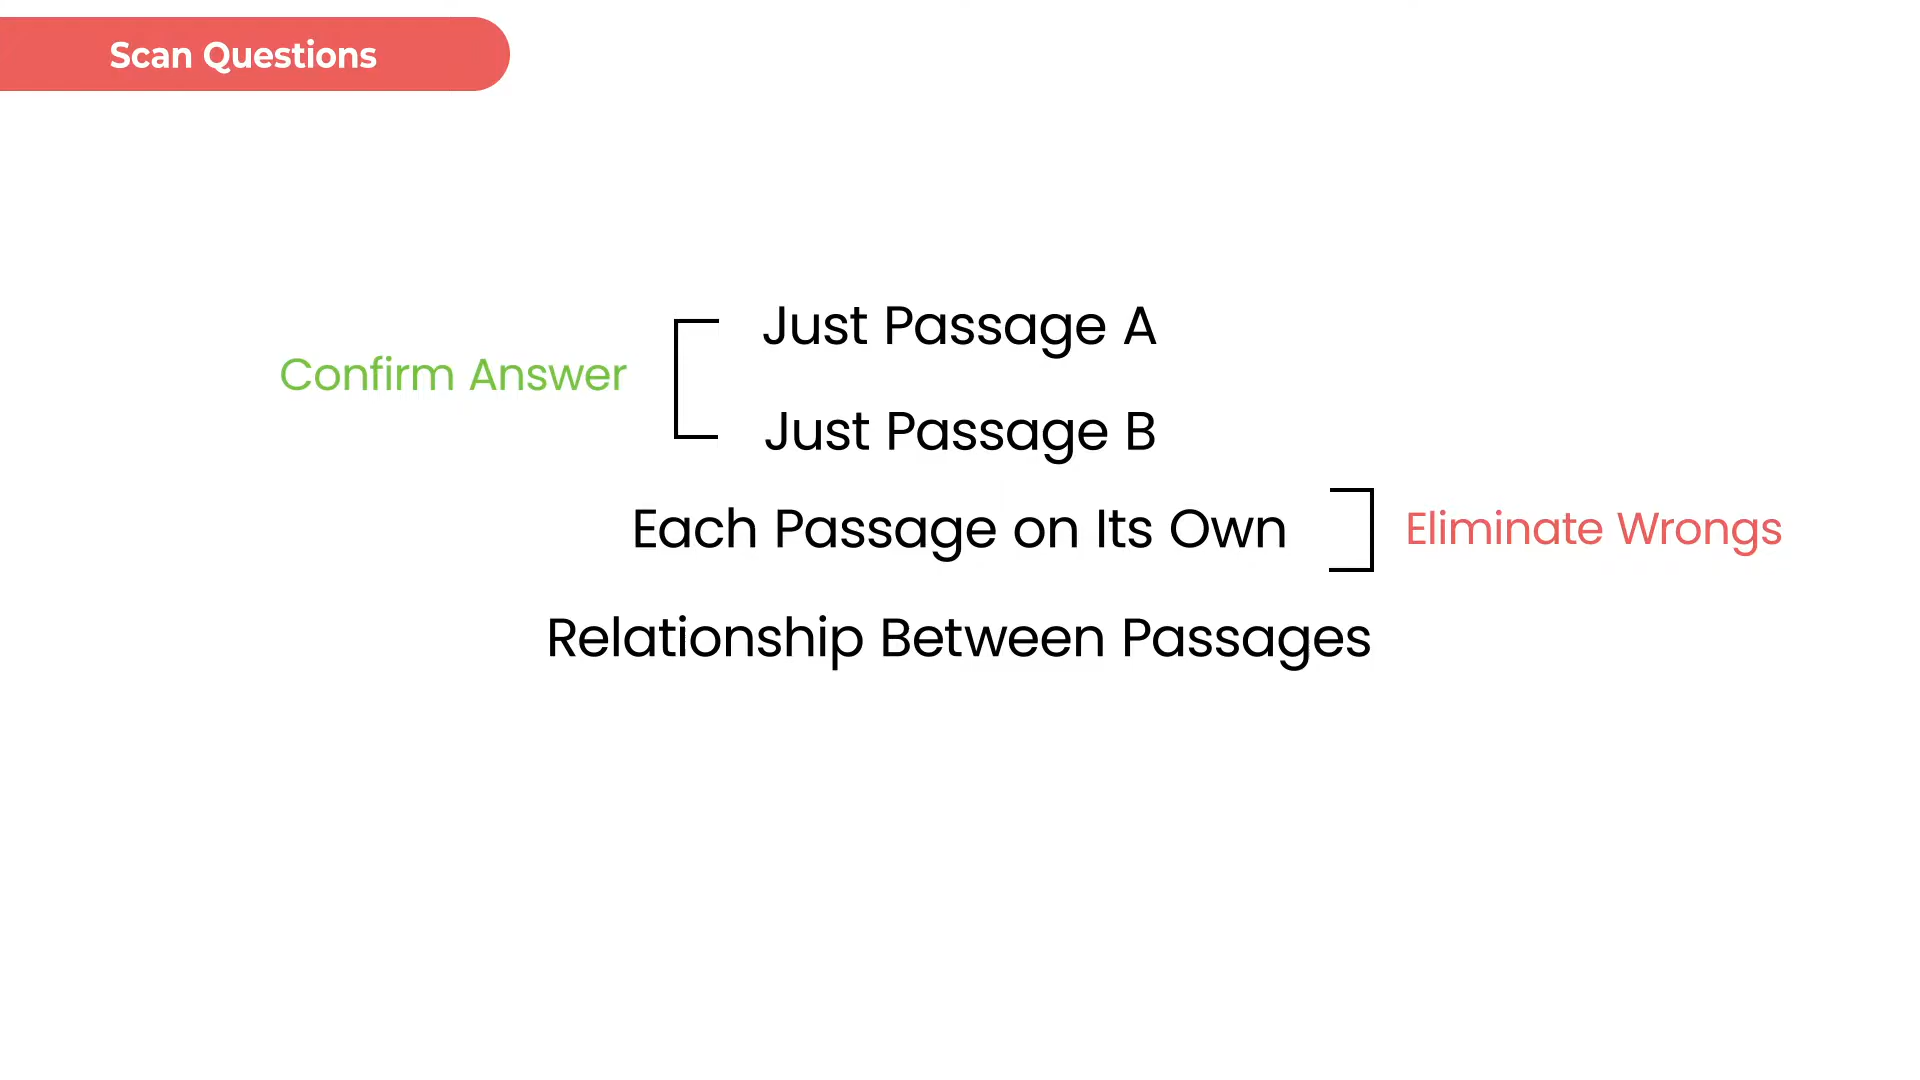 Scan Questions
Just Passage A
Confirm Answer
Just Passage B
Each Passage on Its Own
Eliminate Wrongs
Relationship Between Passages